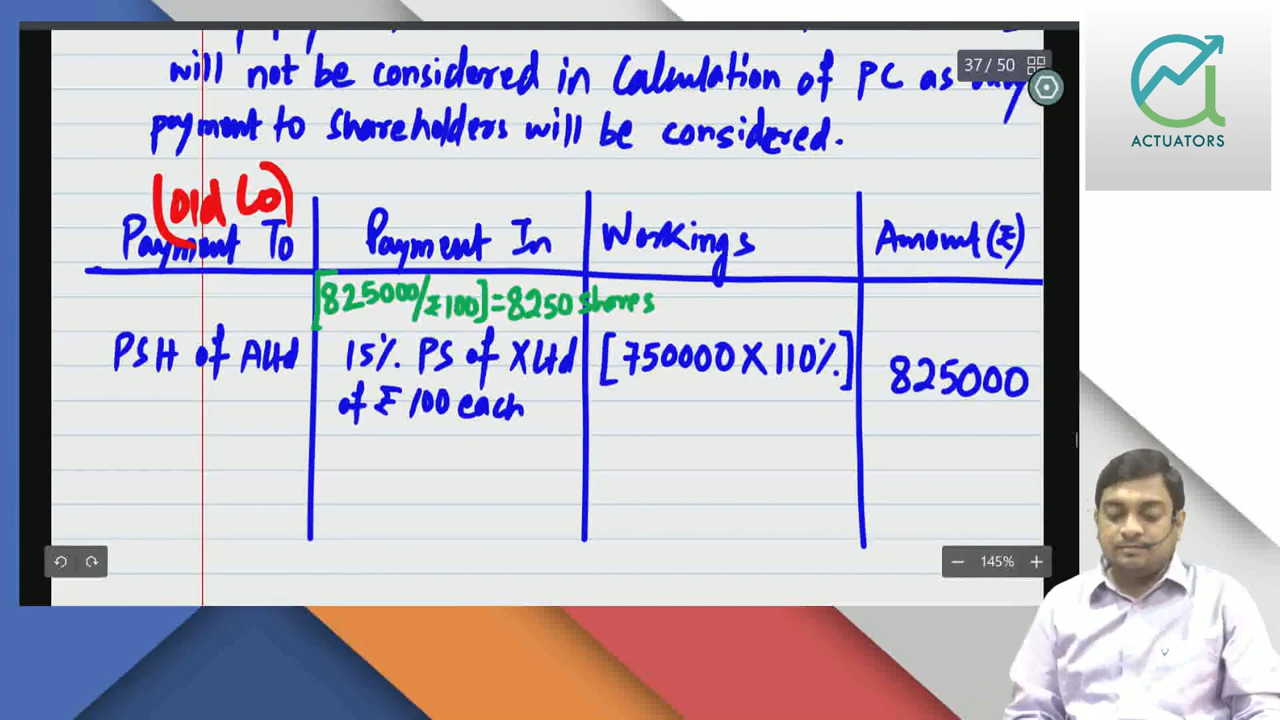 will not be considered in Calculation of PC as only
37 / 50
payment to shareholders will be considered.
ACTUATORS
(Old Co)
Payment To Payment In Workings Amount (₹)
[825000/₹100] = 8250 shares
PSH of A Ltd 15% PS of X Ltd [750000 X 110%] 825000
of ₹ 100 each
145%